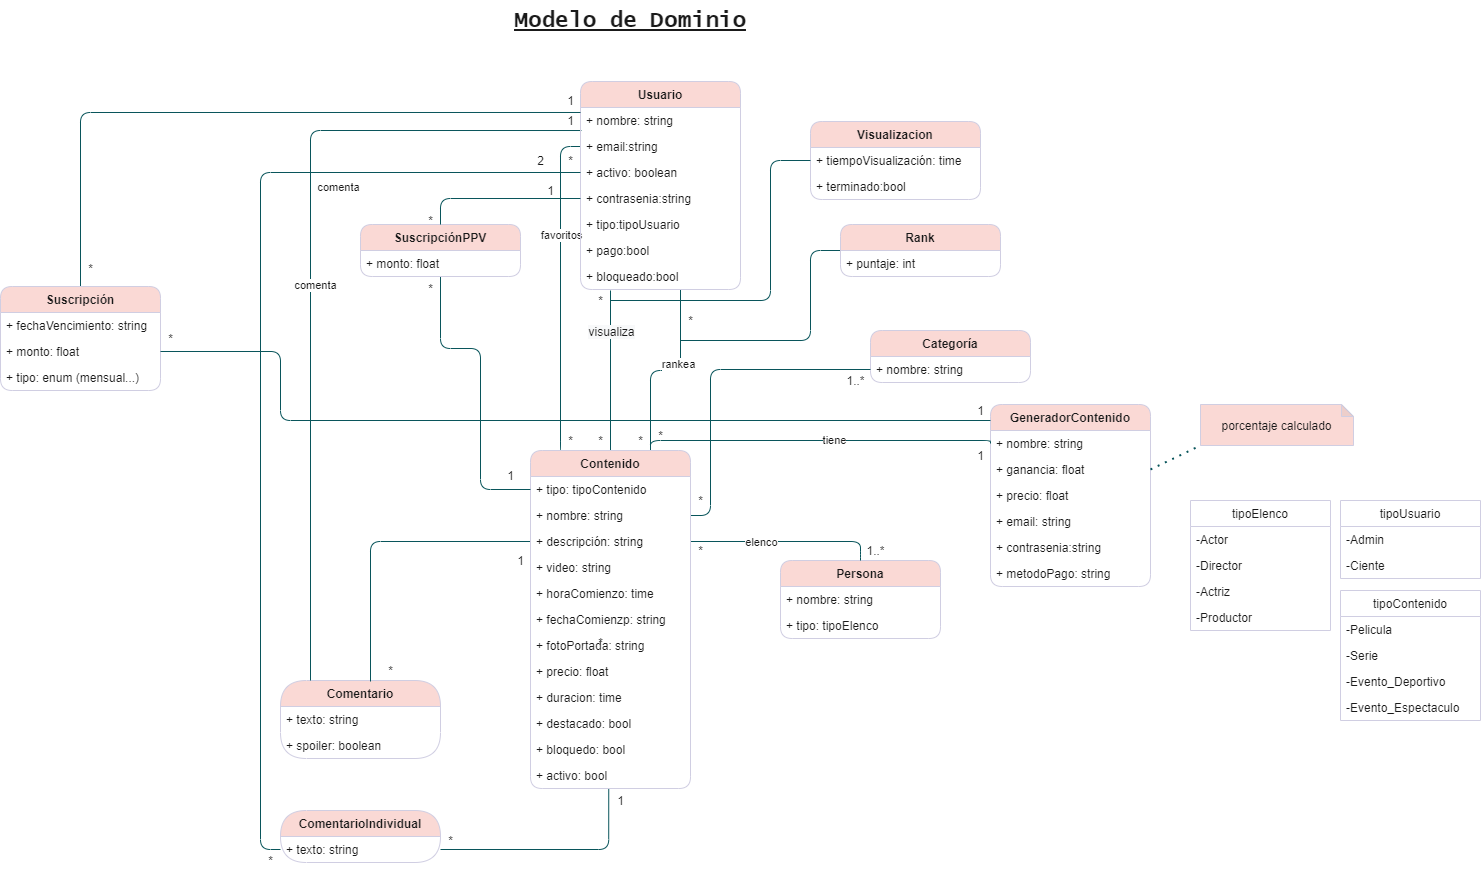 Modelo de Dominio
Usuario
+ nombre: string
+ email:string
+ activo: boolean
+ contrasenia:string
+ tipo:tipoUsuario
+ pago:bool
+ bloqueado:bool
1
1
*
2
1
comenta
comenta
favoritos
Visualizacion
+ tiempoVisualización: time
+ terminado:bool
Rank
+ puntaje: int
SuscripciónPPV
+ monto: float
*
*
Suscripción
+ fechaVencimiento: string
+ monto: float
+ tipo: enum (mensual...)
*
*
*
*
visualiza
rankea
Categoría
+ nombre: string
1..*
GeneradorContenido
+ nombre: string
+ ganancia: float
+ precio: float
+ email: string
+ contrasenia:string
+ metodoPago: string
1
1
tiene
porcentaje calculado
*
*
*
*
Contenido
+ tipo: tipoContenido
+ nombre: string
+ descripción: string
+ video: string
+ horaComienzo: time
+ fechaComienzp: string
+ fotoPortada: string
*
+ precio: float
+ duracion: time
+ destacado: bool
+ bloquedo: bool
+ activo: bool
1
*
1
*
elenco
1..*
Persona
+ nombre: string
+ tipo: tipoElenco
tipoElenco
-Actor
-Director
-Actriz
-Productor
tipoUsuario
-Admin
-Ciente
tipoContenido
-Pelicula
-Serie
-Evento_Deportivo
-Evento_Espectaculo
*
Comentario
+ texto: string
+ spoiler: boolean
1
ComentarioIndividual
+ texto: string
*
*